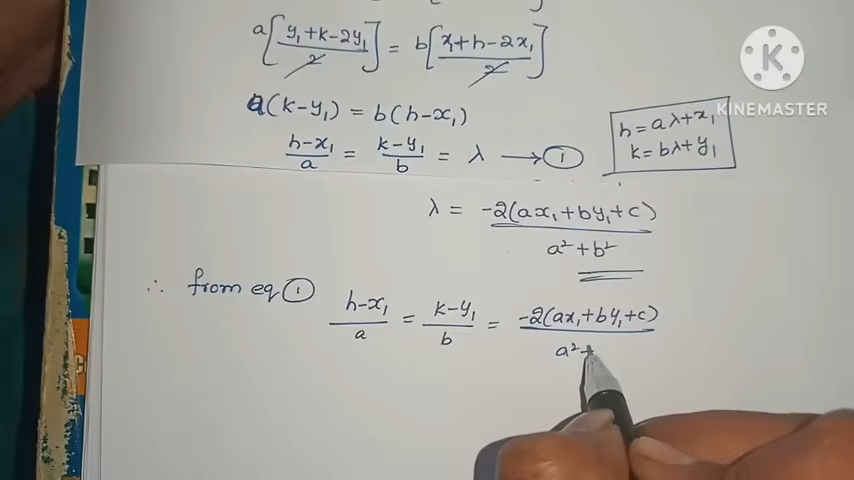 a[(y₁+k-2y₁)/2] = b[(x₁+h-2x₁)/2]
a(k-y₁) = b(h-x₁)
(h-x₁)/a = (k-y₁)/b = λ → ①
h = aλ+x₁
k = bλ+y₁
λ = -2(ax₁+by₁+c)/(a²+b²)
∴ from eq ① (h-x₁)/a = (k-y₁)/b = -2(ax₁+by₁+c)/a²+
KINEMASTER